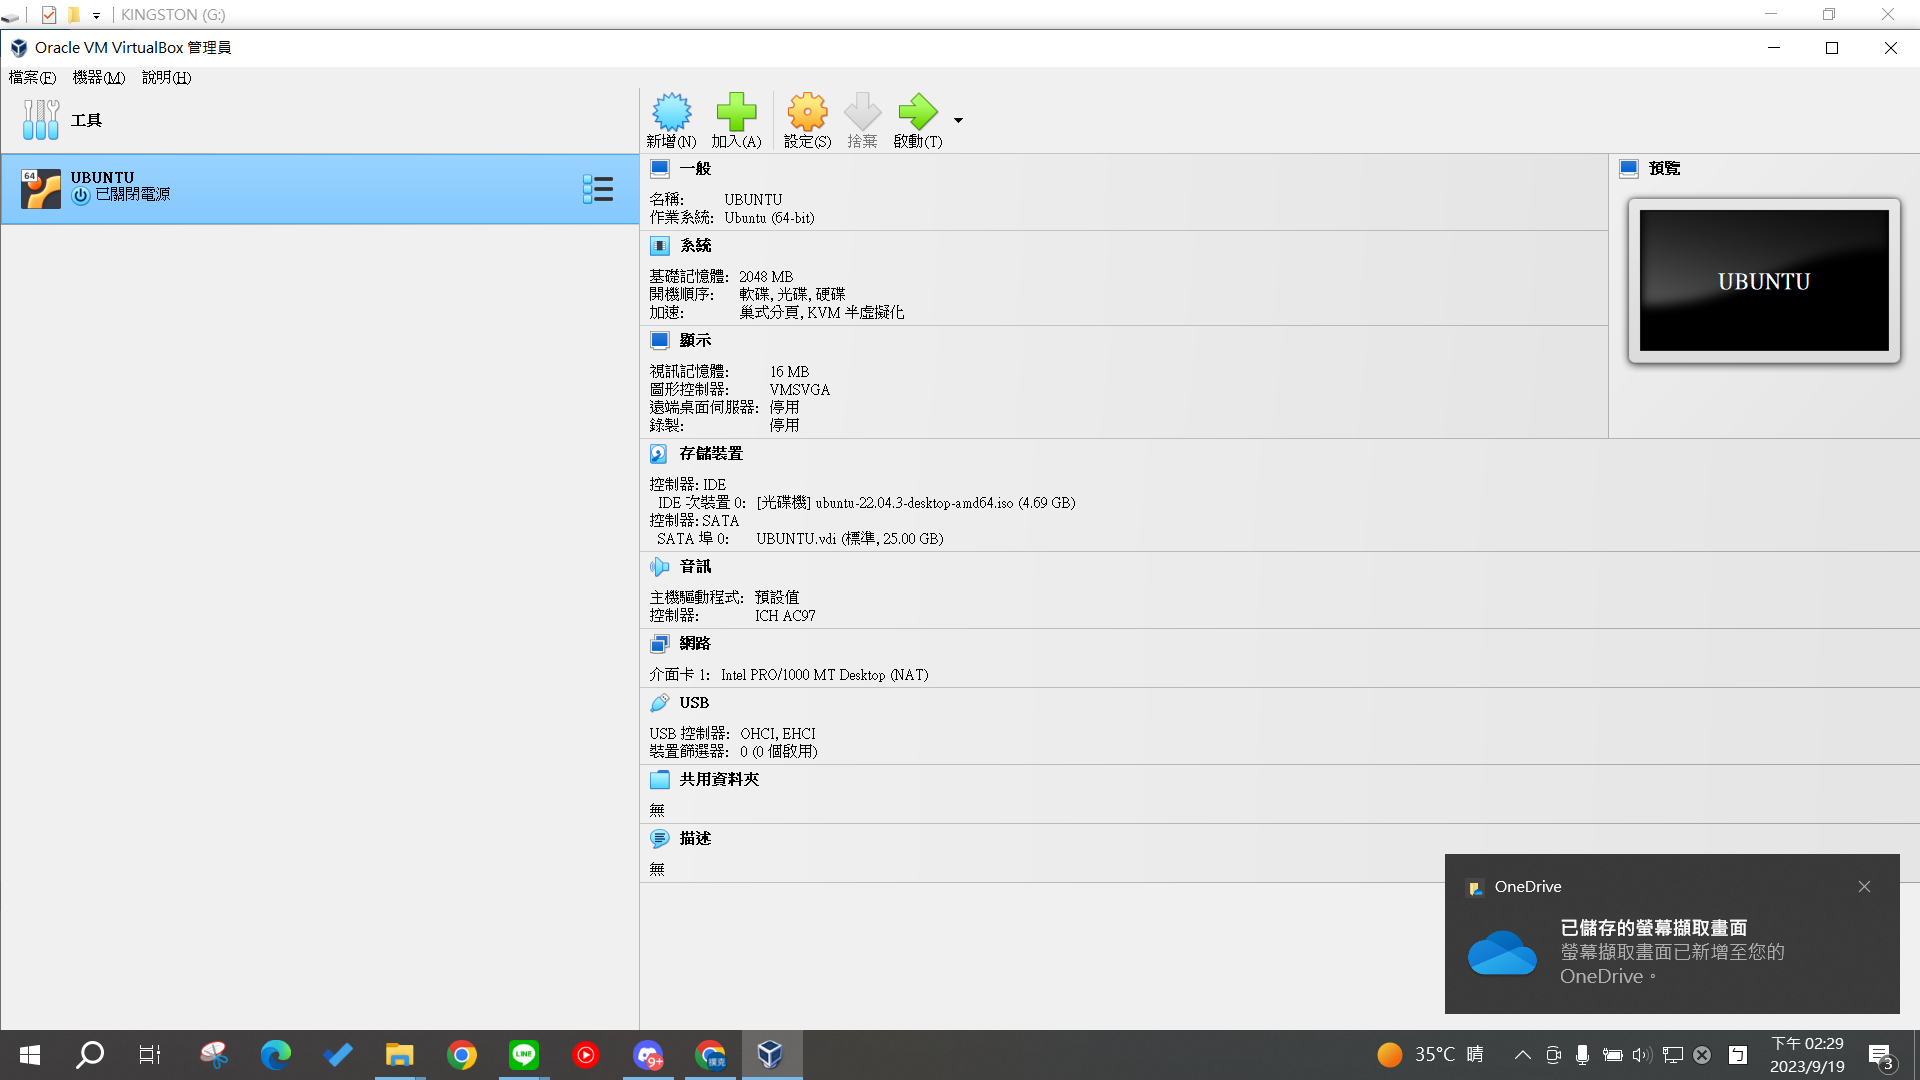 KINGSTON (G:)
Oracle VM VirtualBox 管理員
檔案(F) 機器(M) 說明(H)
工具
新增(N) 加入(A) 設定(S) 捨棄 啟動(T)
64
UBUNTU
已關閉電源
一般
名稱: UBUNTU
作業系統: Ubuntu (64-bit)
系統
基礎記憶體: 2048 MB
開機順序: 軟碟, 光碟, 硬碟
加速: 巢式分頁, KVM 半虛擬化
顯示
視訊記憶體: 16 MB
圖形控制器: VMSVGA
遠端桌面伺服器: 停用
錄製: 停用
預覽
UBUNTU
存儲裝置
控制器: IDE
IDE 次裝置 0: [光碟機] ubuntu-22.04.3-desktop-amd64.iso (4.69 GB)
控制器: SATA
SATA 埠 0: UBUNTU.vdi (標準, 25.00 GB)
音訊
主機驅動程式: 預設值
控制器: ICH AC97
網路
介面卡 1: Intel PRO/1000 MT Desktop (NAT)
USB
USB 控制器: OHCI, EHCI
裝置篩選器: 0 (0 個啟用)
共用資料夾
無
描述
無
OneDrive
已儲存的螢幕擷取畫面
螢幕擷取畫面已新增至您的
OneDrive。
LINE
9+
撲克
35°C 晴
ㄅ
下午 02:29
2023/9/19
3